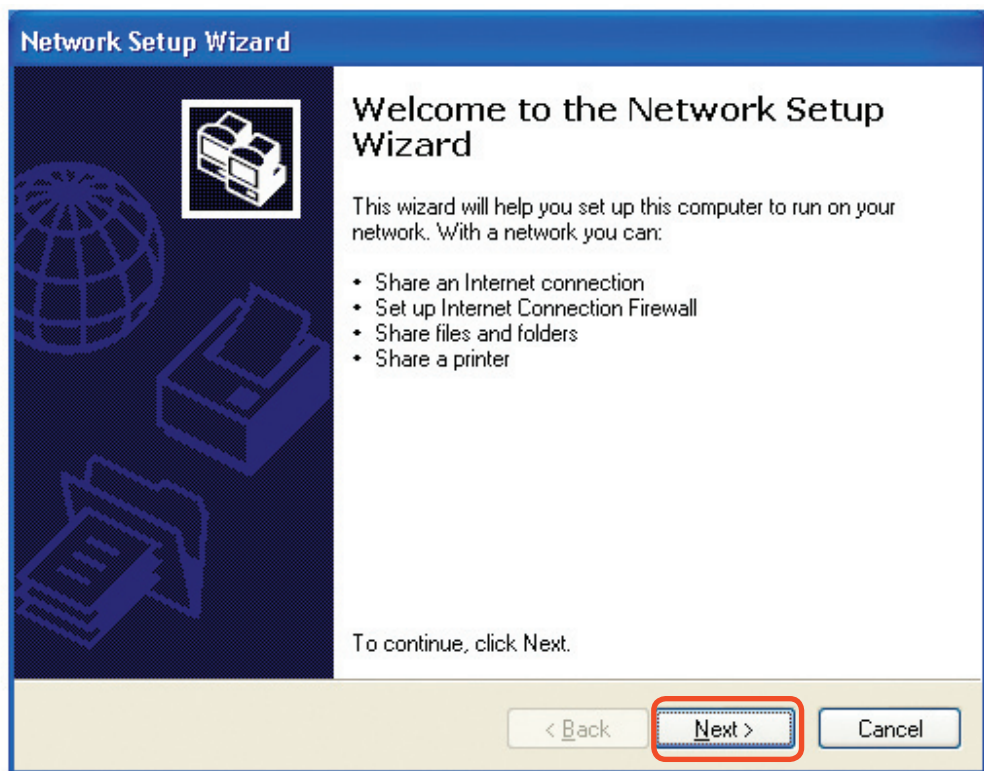 Network Setup Wizard
Welcome to the Network Setup
Wizard
This wizard will help you set up this computer to run on your
network. With a network you can:
• Share an Internet connection
• Set up Internet Connection Firewall
• Share files and folders
• Share a printer
To continue, click Next.
< Back Next > Cancel